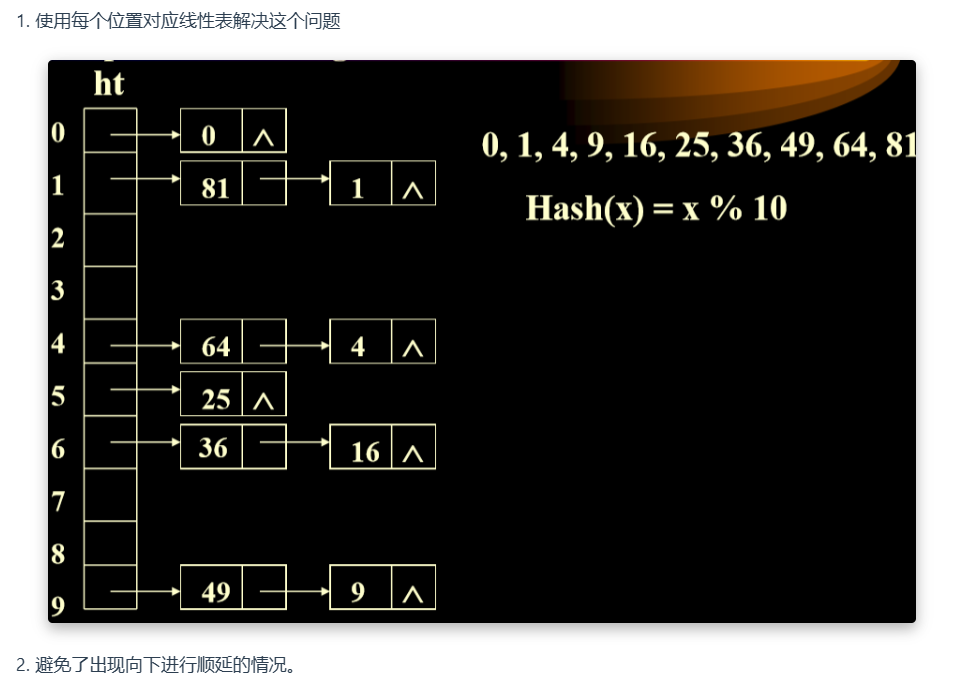 1. 使用每个位置对应线性表解决这个问题
ht
0 0 ∧ 0, 1, 4, 9, 16, 25, 36, 49, 64, 81
1 81 1 ∧ Hash(x) = x % 10
2
3
4 64 4 ∧
5 25 ∧
6 36 16 ∧
7
8
9 49 9 ∧
2. 避免了出现向下进行顺延的情况。